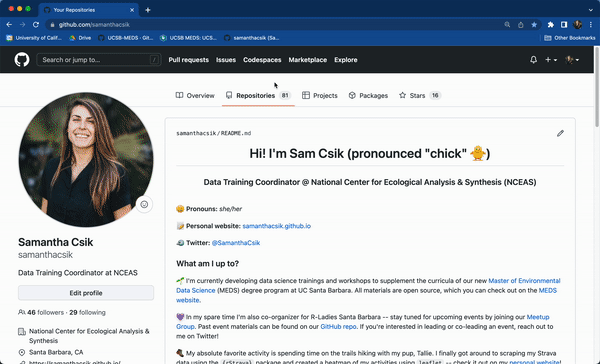 Your Repositories
github.com/samanthacsik
University of Calif...
Drive
UCSB-MEDS · Git...
UCSB MEDS: UCS...
samanthacsik (Sa...
Other Bookmarks
Search or jump to...
/
Pull requests
Issues
Codespaces
Marketplace
Explore
Overview
Repositories 81
Projects
Packages
Stars 16
samanthacsik/README.md
Hi! I'm Sam Csik (pronounced "chick" 🐥)
Data Training Coordinator @ National Center for Ecological Analysis & Synthesis (NCEAS)
Pronouns: she/her
Personal website: samanthacsik.github.io
Twitter: @SamanthaCsik
What am I up to?
🌱 I'm currently developing data science trainings and workshops to supplement the curricula of our new Master of Environmental
Data Science (MEDS) degree program at UC Santa Barbara. All materials are open source, which you can check out on the MEDS
website.
💜 In my spare time I'm also co-organizer for R-Ladies Santa Barbara -- stay tuned for upcoming events by joining our Meetup
Group. Past event materials can be found on our GitHub repo. If you're interested in leading or co-leading an event, reach out to
me on Twitter!
🥾 My absolute favorite activity is spending time on the trails hiking with my pup, Tallie. I finally got around to scraping my Strava
data using the {rStrava} package and created a heatmap of my activities using leaflet -- check it out on my personal website!
Samantha Csik
samanthacsik
Data Training Coordinator at NCEAS
Edit profile
46 followers · 29 following
National Center for Ecological Analysis &
Synthesis
Santa Barbara, CA
https://samanthacsik.github.io/